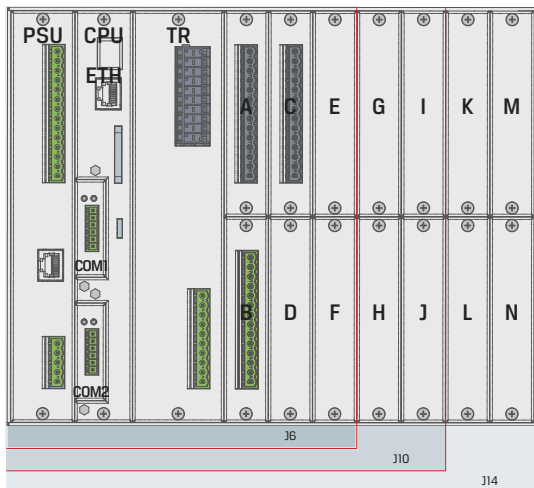 PSU CPU TR
ETH
A C E G I K M
COM1
B D F H J L N
COM2
J6
J10
J14